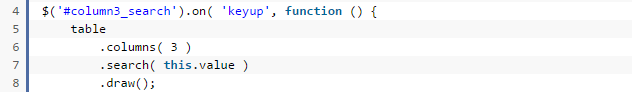 4 $('#column3_search').on( 'keyup', function () {
5     table
6         .columns( 3 )
7         .search( this.value )
8         .draw();